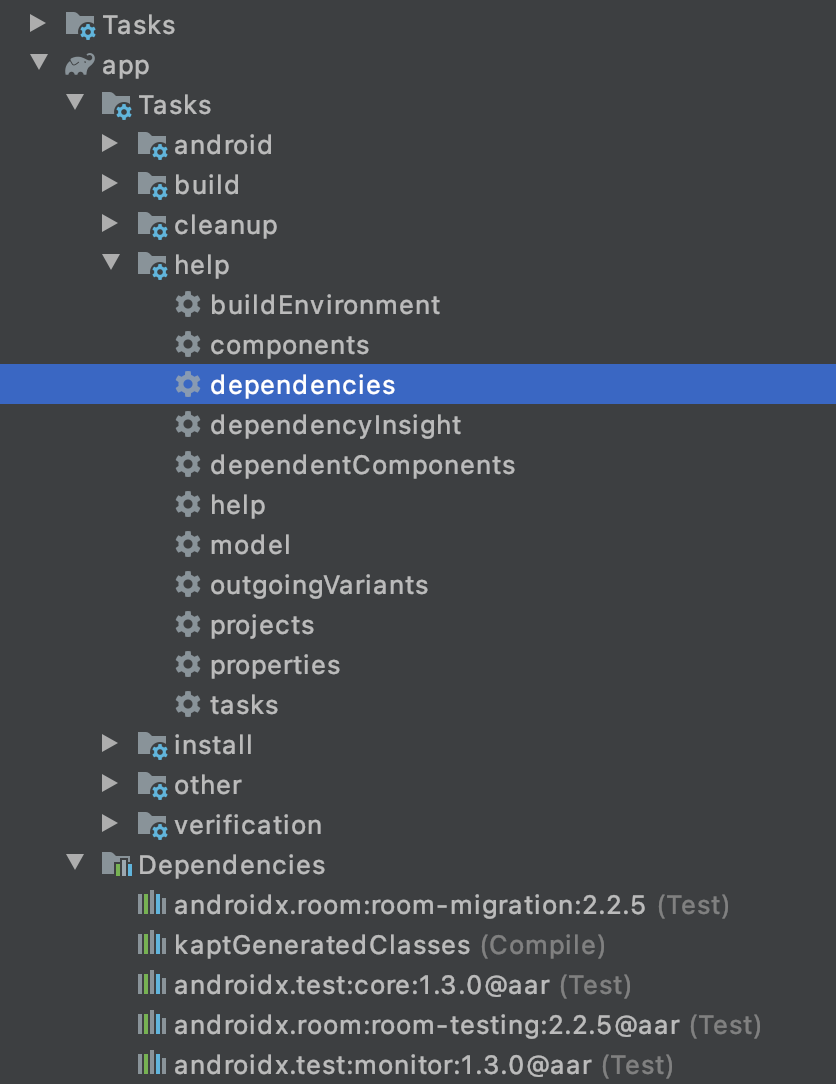 Tasks
app
Tasks
android
build
cleanup
help
buildEnvironment
components
dependencies
dependencyInsight
dependentComponents
help
model
outgoingVariants
projects
properties
tasks
install
other
verification
Dependencies
androidx.room:room-migration:2.2.5 (Test)
kaptGeneratedClasses (Compile)
androidx.test:core:1.3.0@aar (Test)
androidx.room:room-testing:2.2.5@aar (Test)
androidx.test:monitor:1.3.0@aar (Test)